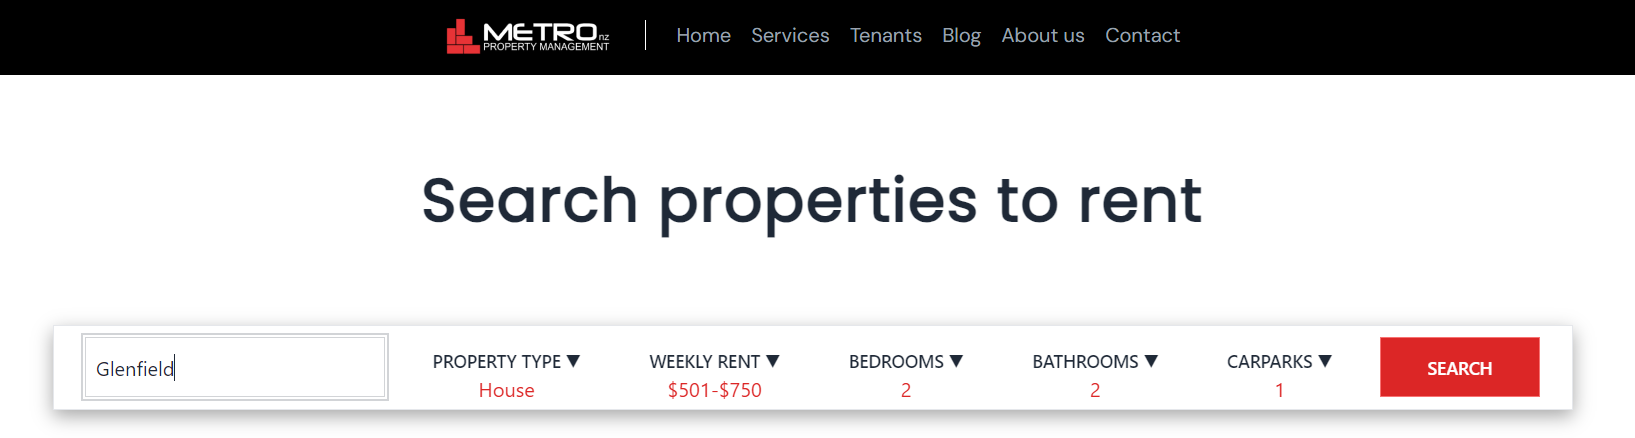 METRO nz
PROPERTY MANAGEMENT
Home Services Tenants Blog About us Contact
Search properties to rent
Glenfield
PROPERTY TYPE ▼ WEEKLY RENT ▼ BEDROOMS ▼ BATHROOMS ▼ CARPARKS ▼ SEARCH
House $501-$750 2 2 1